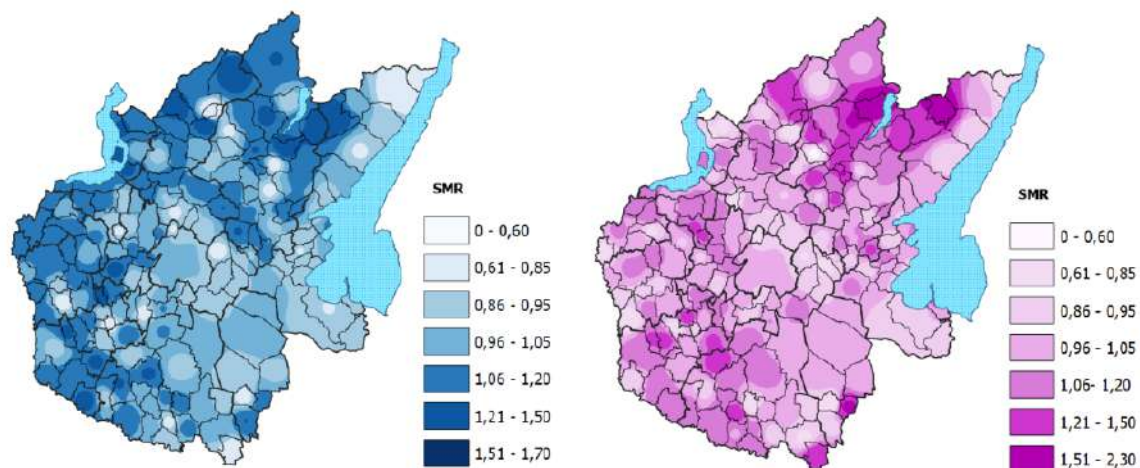 SMR
0 - 0,60
0,61 - 0,85
0,86 - 0,95
0,96 - 1,05
1,06 - 1,20
1,21 - 1,50
1,51 - 1,70
SMR
0 - 0,60
0,61 - 0,85
0,86 - 0,95
0,96 - 1,05
1,06- 1,20
1,21 - 1,50
1,51 - 2,30